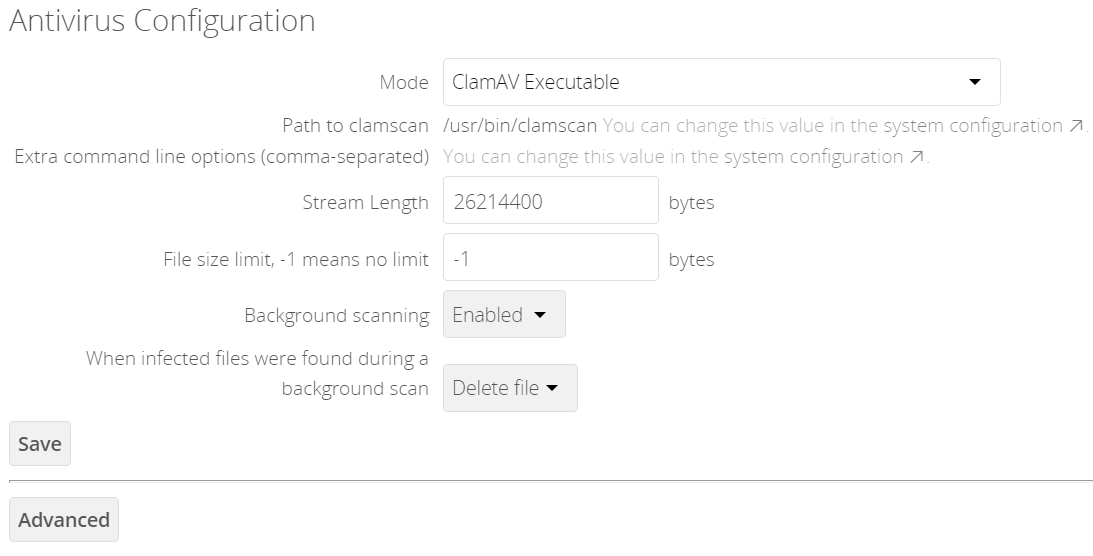 Antivirus Configuration
Mode ClamAV Executable
Path to clamscan /usr/bin/clamscan You can change this value in the system configuration ↗.
Extra command line options (comma-separated) You can change this value in the system configuration ↗.
Stream Length 26214400 bytes
File size limit, -1 means no limit -1 bytes
Background scanning Enabled
When infected files were found during a
background scan Delete file
Save
Advanced